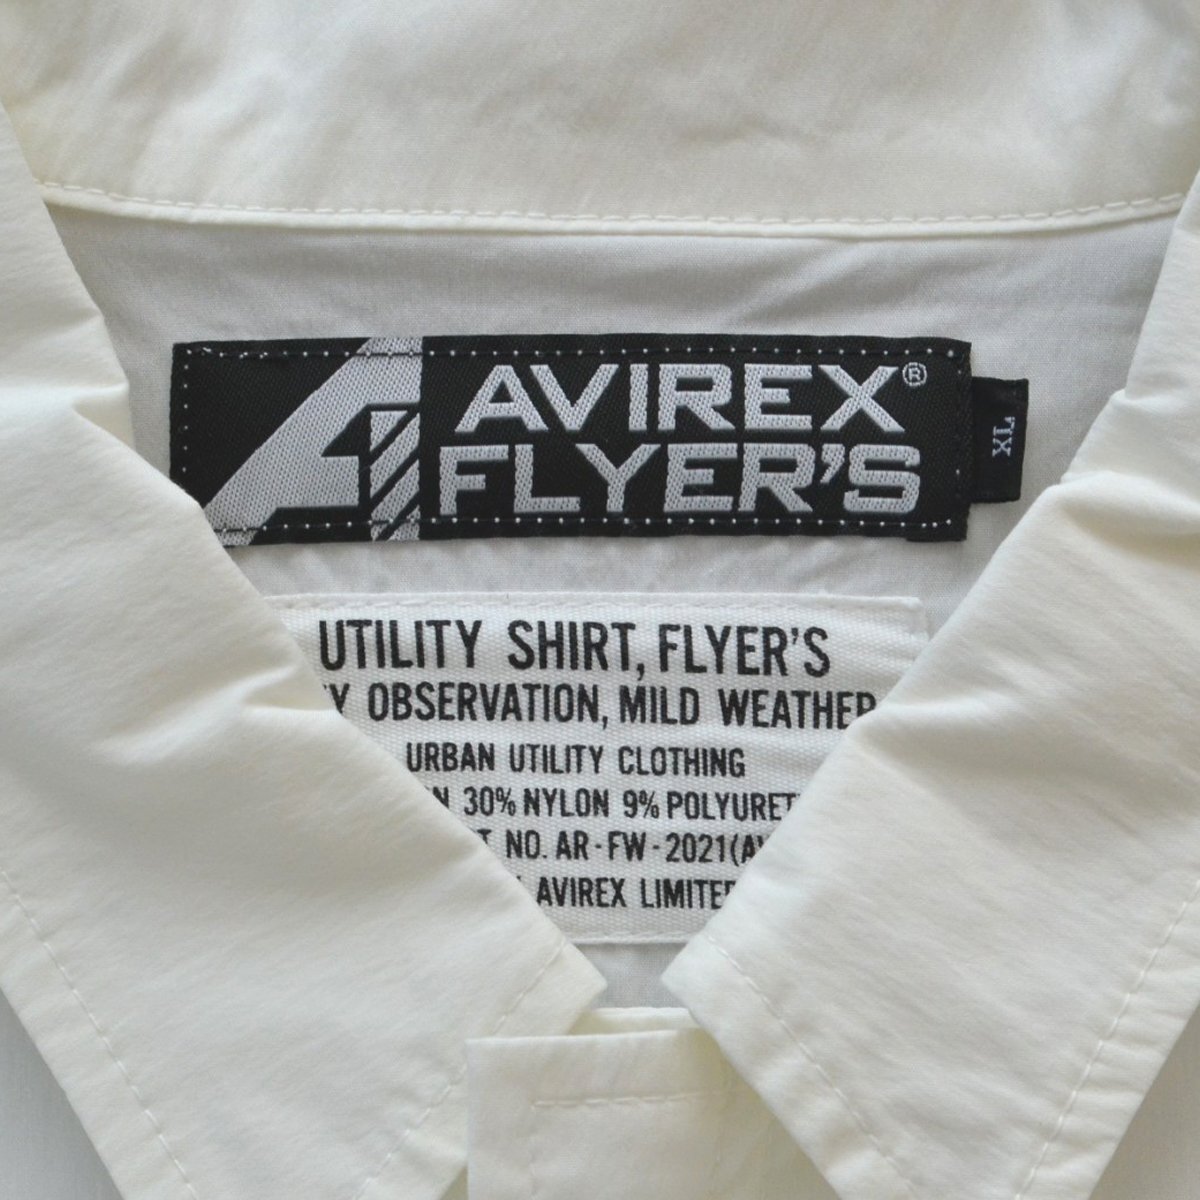 AVIREX®
FLYER'S
XL
UTILITY SHIRT, FLYER'S
OBSERVATION, MILD WEATHER
URBAN UTILITY CLOTHING
30% NYLON 9%
NO. AR-FW-2021
AVIREX